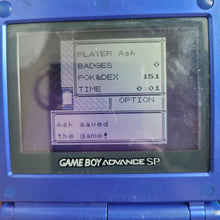 PLAYER Ash
BADGES 0
POKéDEX 151
TIME 0:01
OPTION
Ash saved
the game!
GAME BOY ADVANCE SP